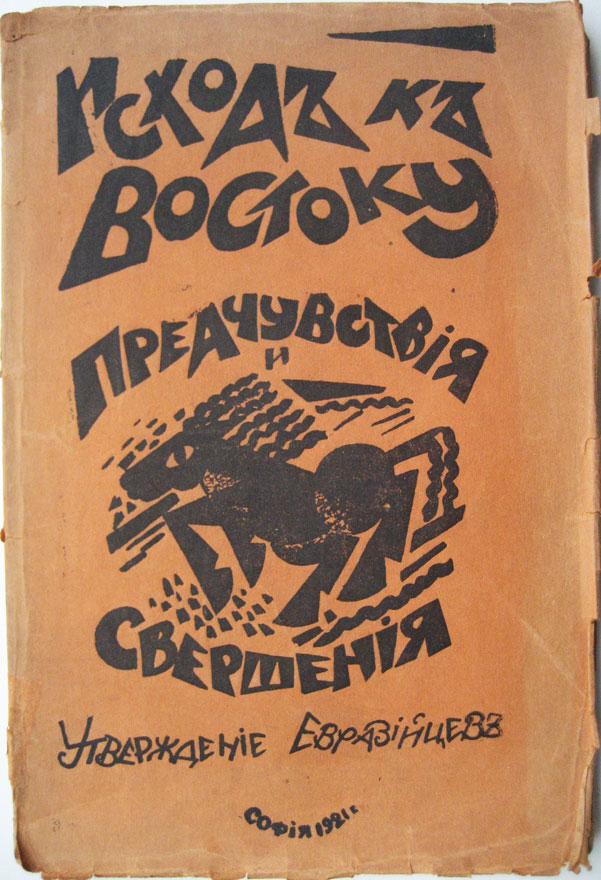 Исходъ къ
Востоку
Предчувствія
и
Свершенія
Утвержденіе Евразійцевъ
Софія 1921 г.